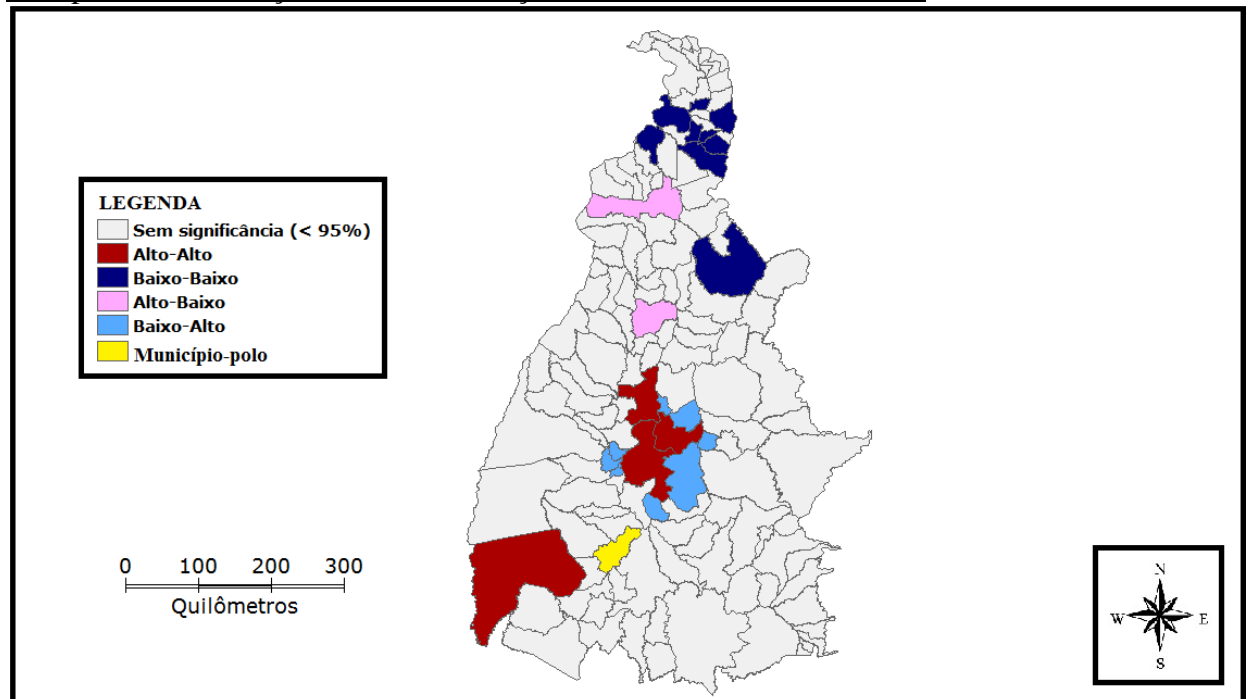 LEGENDA
Sem significância (< 95%)
Alto-Alto
Baixo-Baixo
Alto-Baixo
Baixo-Alto
Município-polo
0 100 200 300
Quilômetros
N
W E
S